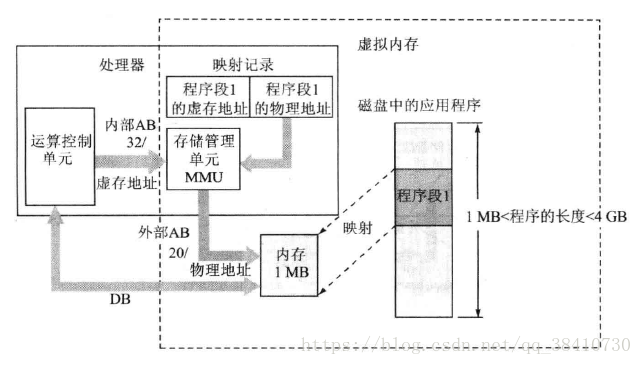 虚拟内存
处理器
映射记录
程序段1
的虚存地址
程序段1
的物理地址
磁盘中的应用程序
运算控制
单元
内部AB
32/
虚存地址
存储管理
单元
MMU
程序段1
1 MB<程序的长度<4 GB
外部AB
20/
物理地址
内存
1 MB
映射
DB
https://blog.csdn.net/qq_38410730